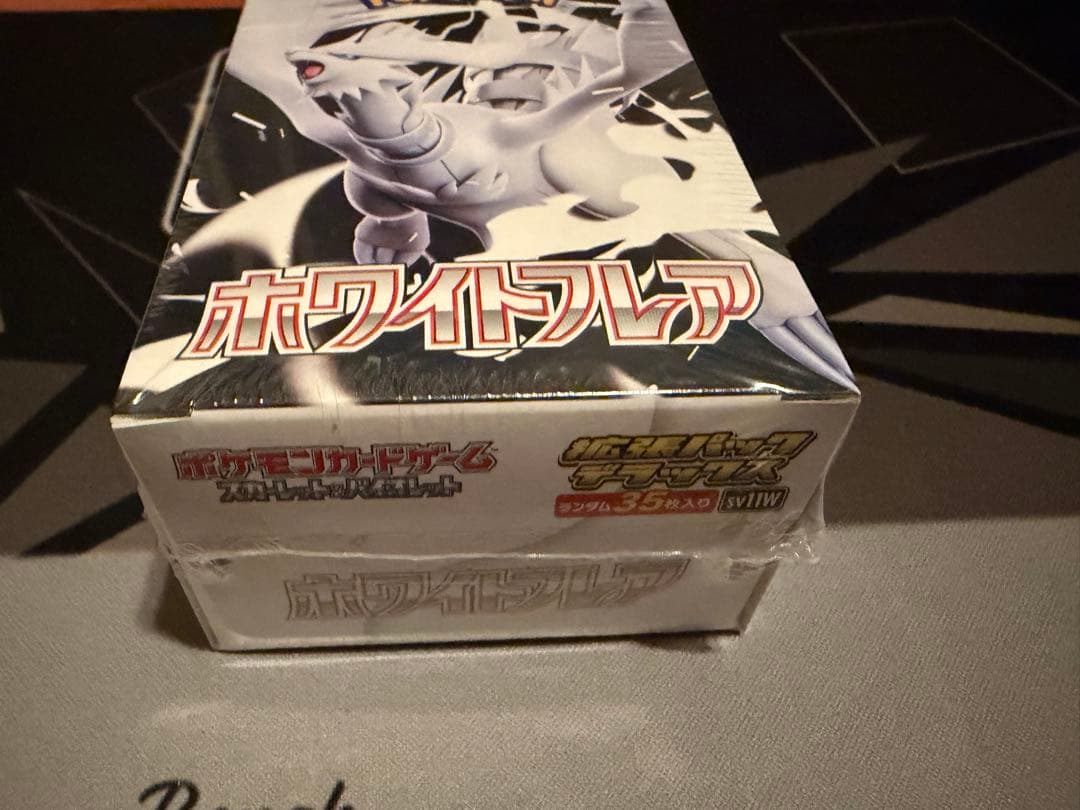 ホワイトフレア
ポケモンカードゲーム™
スカーレット&バイオレット
拡張パック
デラックス
ランダム35枚入り
sv11W
ホワイトフレア